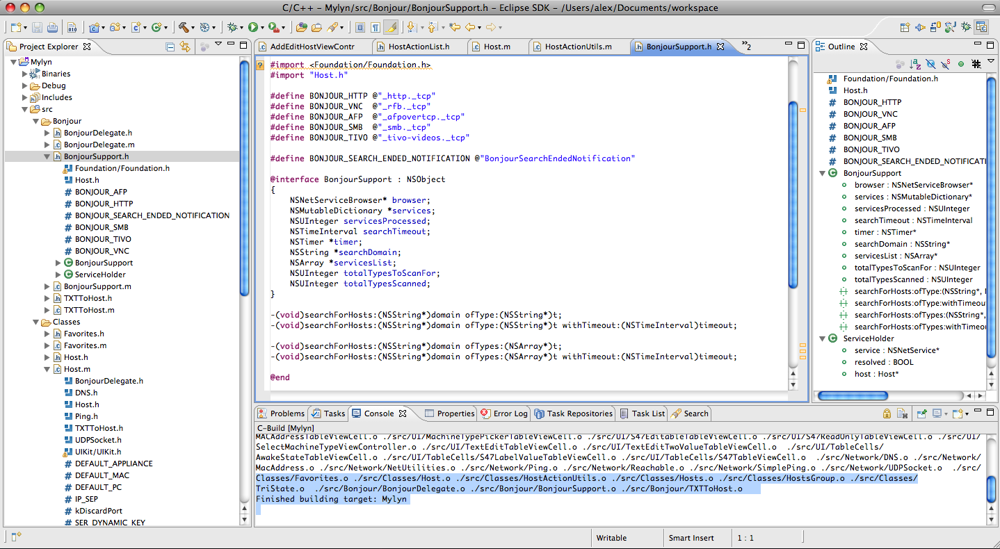 C/C++ – Mylyn/src/Bonjour/BonjourSupport.h – Eclipse SDK – /Users/alex/Documents/workspace
Project Explorer
Mylyn
Binaries
Debug
Includes
src
Bonjour
BonjourDelegate.h
BonjourDelegate.m
BonjourSupport.h
Foundation/Foundation.h
Host.h
BONJOUR_AFP
BONJOUR_HTTP
BONJOUR_SEARCH_ENDED_NOTIFICATION
BONJOUR_SMB
BONJOUR_TIVO
BONJOUR_VNC
BonjourSupport
ServiceHolder
BonjourSupport.m
TXTToHost.h
TXTToHost.m
Classes
Favorites.h
Favorites.m
Host.h
Host.m
BonjourDelegate.h
DNS.h
Host.h
Ping.h
TXTToHost.h
UDPSocket.h
UIKit/UIKit.h
DEFAULT_APPLIANCE
DEFAULT_MAC
DEFAULT_PC
IP_SEP
kDiscardPort
SER_DYNAMIC_KEY
AddEditHostViewContr HostActionList.h Host.m HostActionUtils.m BonjourSupport.h »2
#import <Foundation/Foundation.h>
#import "Host.h"
#define BONJOUR_HTTP @"_http._tcp"
#define BONJOUR_VNC @"_rfb._tcp"
#define BONJOUR_AFP @"_afpovertcp._tcp"
#define BONJOUR_SMB @"_smb._tcp"
#define BONJOUR_TIVO @"_tivo-videos._tcp"
#define BONJOUR_SEARCH_ENDED_NOTIFICATION @"BonjourSearchEndedNotification"
@interface BonjourSupport : NSObject
{
NSNetServiceBrowser* browser;
NSMutableDictionary *services;
NSUInteger servicesProcessed;
NSTimeInterval searchTimeout;
NSTimer *timer;
NSString *searchDomain;
NSArray *servicesList;
NSUInteger totalTypesToScanFor;
NSUInteger totalTypesScanned;
}
-(void)searchForHosts:(NSString*)domain ofType:(NSString*)t;
-(void)searchForHosts:(NSString*)domain ofType:(NSString*)t withTimeout:(NSTimeInterval)timeout;
-(void)searchForHosts:(NSString*)domain ofTypes:(NSArray*)t;
-(void)searchForHosts:(NSString*)domain ofTypes:(NSArray*)t withTimeout:(NSTimeInterval)timeout;
@end
Outline
Foundation/Foundation.h
Host.h
BONJOUR_HTTP
BONJOUR_VNC
BONJOUR_AFP
BONJOUR_SMB
BONJOUR_TIVO
BONJOUR_SEARCH_ENDED_NOTIFICATI
BonjourSupport
browser : NSNetServiceBrowser*
services : NSMutableDictionary*
servicesProcessed : NSUInteger
searchTimeout : NSTimeInterval
timer : NSTimer*
searchDomain : NSString*
servicesList : NSArray*
totalTypesToScanFor : NSUInteger
totalTypesScanned : NSUInteger
searchForHosts:ofType:(NSString*,
searchForHosts:ofType:withTimeou
searchForHosts:ofTypes:(NSString*,
searchForHosts:ofTypes:withTimeo
ServiceHolder
service : NSNetService*
resolved : BOOL
host : Host*
Problems Tasks Console Properties Error Log Task Repositories Task List Search
C-Build [Mylyn]
MACAddressTableViewCell.o ./src/UI/MachineTypePickerTableViewCell.o ./src/UI/S47EditableTableViewCell.o ./src/UI/S47ReadOnlyTableViewCell.o ./src/UI/
SelectMachineTypeViewController.o ./src/UI/TextEditTableViewCell.o ./src/UI/TextEditTwoValueTableViewCell.o ./src/UI/TableCells/
AwakeStateTableViewCell.o ./src/UI/TableCells/S47LabelValueTableViewCell.o ./src/UI/TableCells/S47TableViewCell.o ./src/Network/DNS.o ./src/Network/
MacAddress.o ./src/Network/NetUtilities.o ./src/Network/Ping.o ./src/Network/Reachable.o ./src/Network/SimplePing.o ./src/Network/UDPSocket.o ./src/
Classes/Favorites.o ./src/Classes/Host.o ./src/Classes/HostActionUtils.o ./src/Classes/Hosts.o ./src/Classes/HostsGroup.o ./src/Classes/
TriState.o ./src/Bonjour/BonjourDelegate.o ./src/Bonjour/BonjourSupport.o ./src/Bonjour/TXTToHost.o
Finished building target: Mylyn
Writable Smart Insert 1 : 1